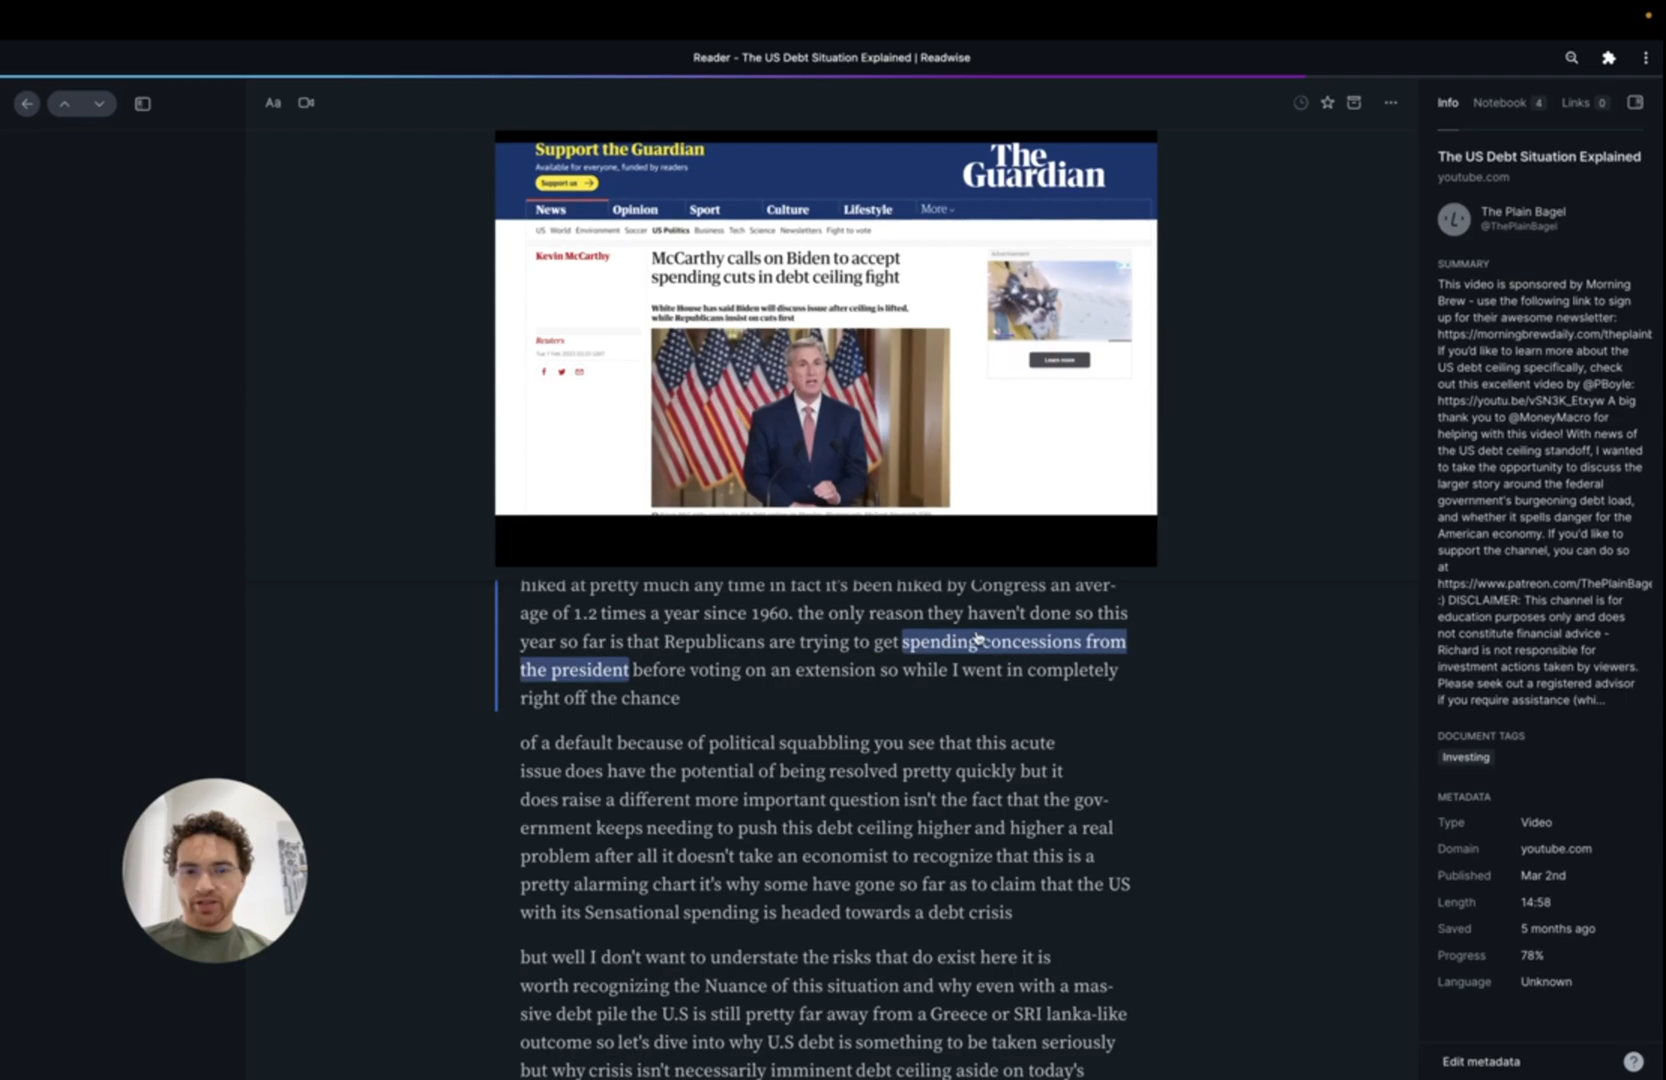 Reader - The US Debt Situation Explained | Readwise
Aa
Info
Notebook 4
Links 0
Support the Guardian
Available for everyone, funded by readers
Support us →
The
Guardian
News
Opinion
Sport
Culture
Lifestyle
More
US World Environment Soccer US Politics Business Tech Science Newsletters Fight to vote
Kevin McCarthy
McCarthy calls on Biden to accept
spending cuts in debt ceiling fight
White House has said Biden will discuss issue after ceiling is lifted,
while Republicans insist on cuts first
Reuters
Advertisement
Learn more
hiked at pretty much any time in fact it's been hiked by Congress an aver-
age of 1.2 times a year since 1960. the only reason they haven't done so this
year so far is that Republicans are trying to get spending concessions from
the president before voting on an extension so while I went in completely
right off the chance
of a default because of political squabbling you see that this acute
issue does have the potential of being resolved pretty quickly but it
does raise a different more important question isn't the fact that the gov-
ernment keeps needing to push this debt ceiling higher and higher a real
problem after all it doesn't take an economist to recognize that this is a
pretty alarming chart it's why some have gone so far as to claim that the US
with its Sensational spending is headed towards a debt crisis
but well I don't want to understate the risks that do exist here it is
worth recognizing the Nuance of this situation and why even with a mas-
sive debt pile the U.S is still pretty far away from a Greece or SRI lanka-like
outcome so let's dive into why U.S debt is something to be taken seriously
but why crisis isn't necessarily imminent debt ceiling aside on today's
The US Debt Situation Explained
youtube.com
The Plain Bagel
@ThePlainBagel
SUMMARY
This video is sponsored by Morning
Brew - use the following link to sign
up for their awesome newsletter:
https://morningbrewdaily.com/theplaint
If you'd like to learn more about the
US debt ceiling specifically, check
out this excellent video by @PBoyle:
https://youtu.be/vSN3K_Etxyw A big
thank you to @MoneyMacro for
helping with this video! With news of
the US debt ceiling standoff, I wanted
to take the opportunity to discuss the
larger story around the federal
government's burgeoning debt load,
and whether it spells danger for the
American economy. If you'd like to
support the channel, you can do so
at
https://www.patreon.com/ThePlainBage
:) DISCLAIMER: This channel is for
education purposes only and does
not constitute financial advice -
Richard is not responsible for
investment actions taken by viewers.
Please seek out a registered advisor
if you require assistance (whi...
DOCUMENT TAGS
Investing
METADATA
Type Video
Domain youtube.com
Published Mar 2nd
Length 14:58
Saved 5 months ago
Progress 78%
Language Unknown
Edit metadata
?